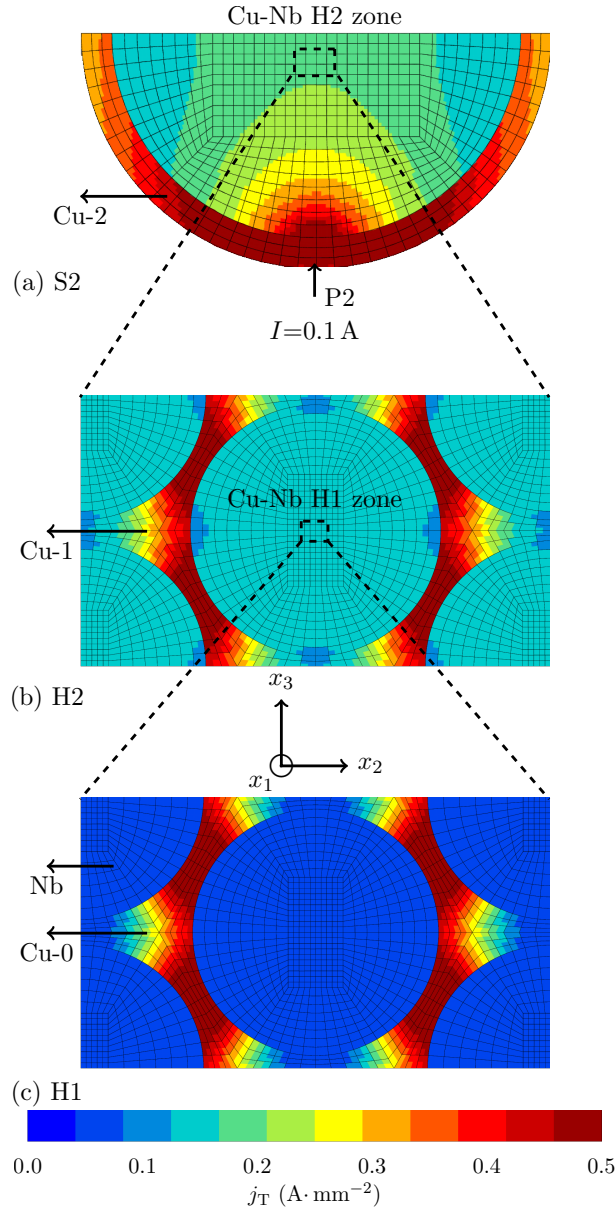 Cu-Nb H2 zone
Cu-2
(a) S2
P2
I=0.1 A
Cu-Nb H1 zone
Cu-1
(b) H2
x₃
x₂
x₁
Nb
Cu-0
(c) H1
0.0 0.1 0.2 0.3 0.4 0.5
j_T (A·mm⁻²)